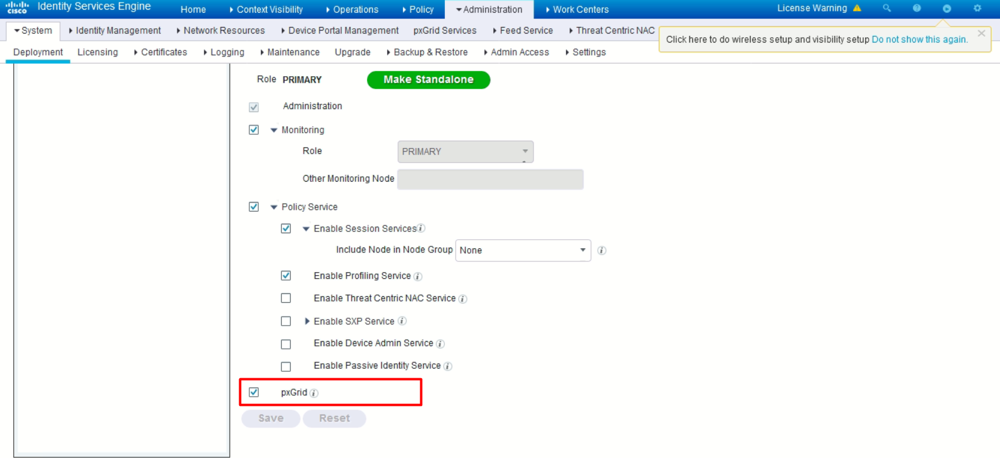 cisco Identity Services Engine Home Context Visibility Operations Policy Administration Work Centers License Warning
System Identity Management Network Resources Device Portal Management pxGrid Services Feed Service Threat Centric NAC
Click here to do wireless setup and visibility setup Do not show this again.
Deployment Licensing Certificates Logging Maintenance Upgrade Backup & Restore Admin Access Settings
Role PRIMARY Make Standalone
Administration
Monitoring
Role PRIMARY
Other Monitoring Node
Policy Service
Enable Session Services
Include Node in Node Group None
Enable Profiling Service
Enable Threat Centric NAC Service
Enable SXP Service
Enable Device Admin Service
Enable Passive Identity Service
pxGrid
Save Reset